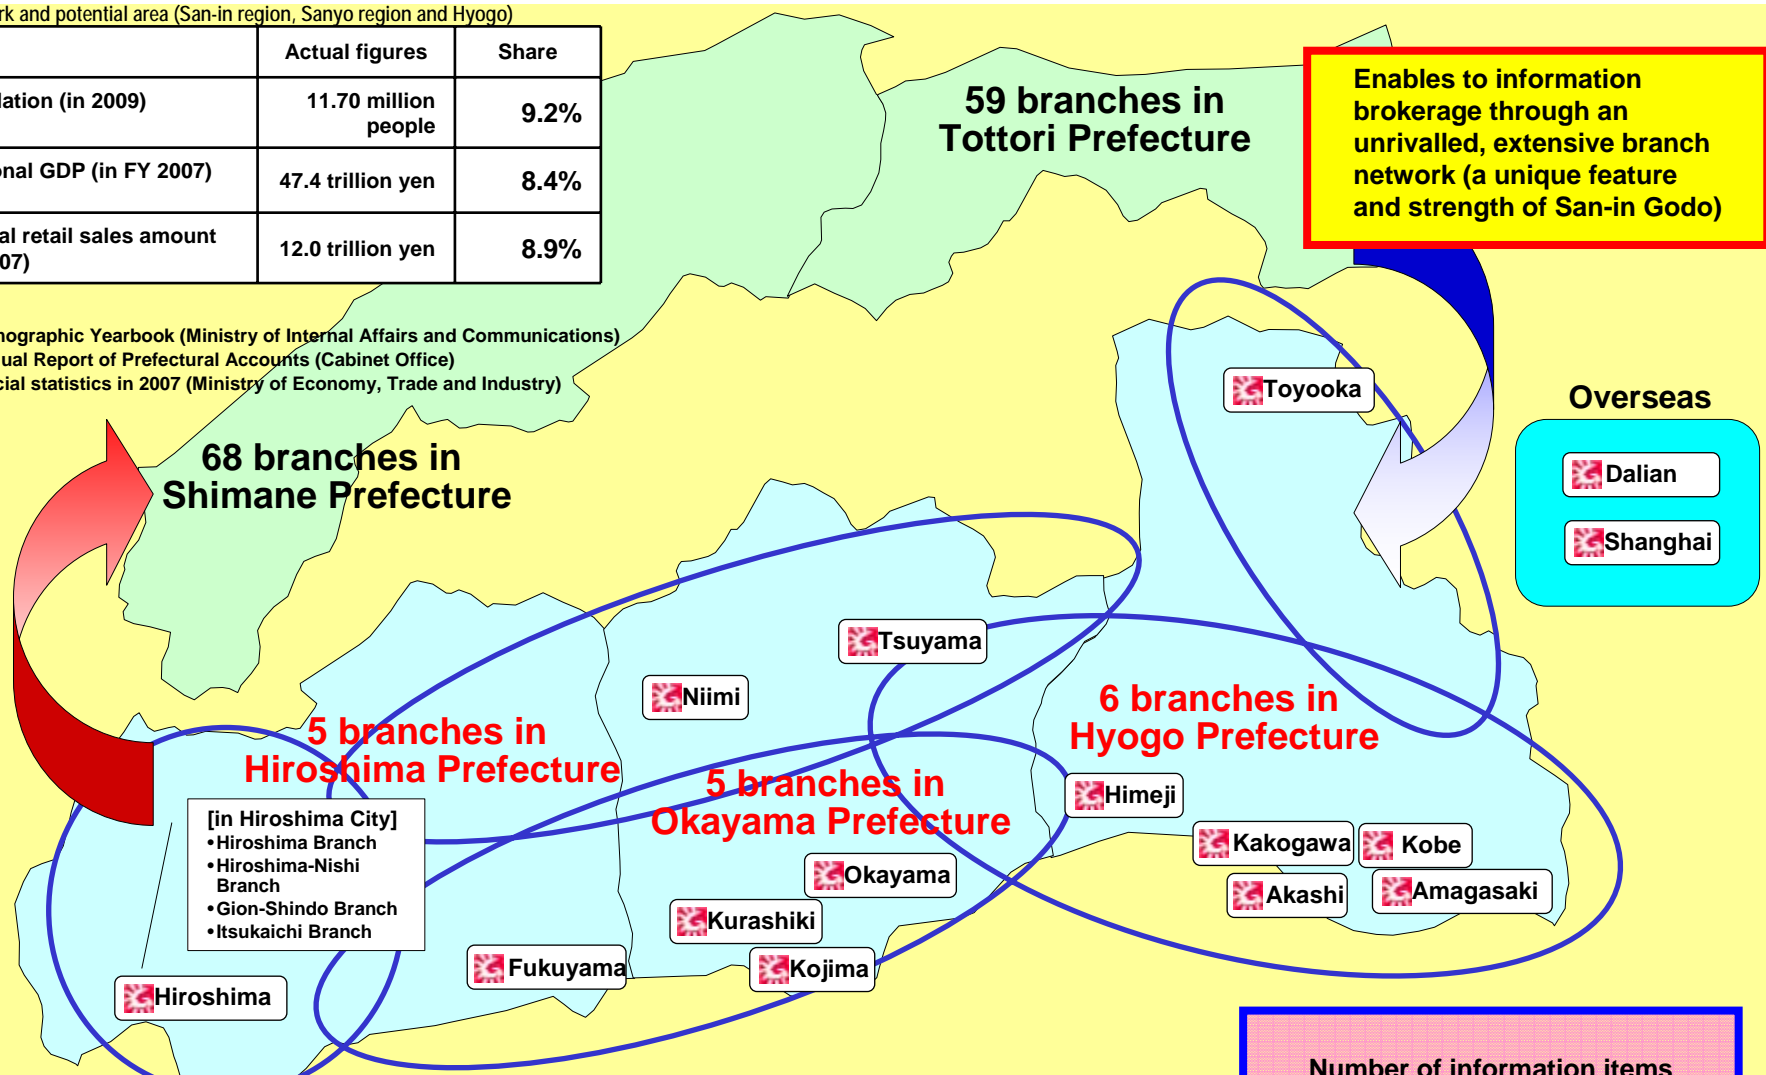 rk and potential area (San-in region, Sanyo region and Hyogo)
Actual figures Share
lation (in 2009) 11.70 million people 9.2%
onal GDP (in FY 2007) 47.4 trillion yen 8.4%
al retail sales amount
07) 12.0 trillion yen 8.9%
nographic Yearbook (Ministry of Internal Affairs and Communications)
ual Report of Prefectural Accounts (Cabinet Office)
cial statistics in 2007 (Ministry of Economy, Trade and Industry)
59 branches in
Tottori Prefecture
Enables to information
brokerage through an
unrivalled, extensive branch
network (a unique feature
and strength of San-in Godo)
68 branches in
Shimane Prefecture
Toyooka
Overseas
Dalian
Shanghai
Tsuyama
Niimi
6 branches in
Hyogo Prefecture
5 branches in
Hiroshima Prefecture
5 branches in
Okayama Prefecture
Himeji
[in Hiroshima City]
•Hiroshima Branch
•Hiroshima-Nishi
Branch
•Gion-Shindo Branch
•Itsukaichi Branch
Kakogawa
Kobe
Okayama
Akashi
Amagasaki
Kurashiki
Fukuyama
Kojima
Hiroshima
Number of information items